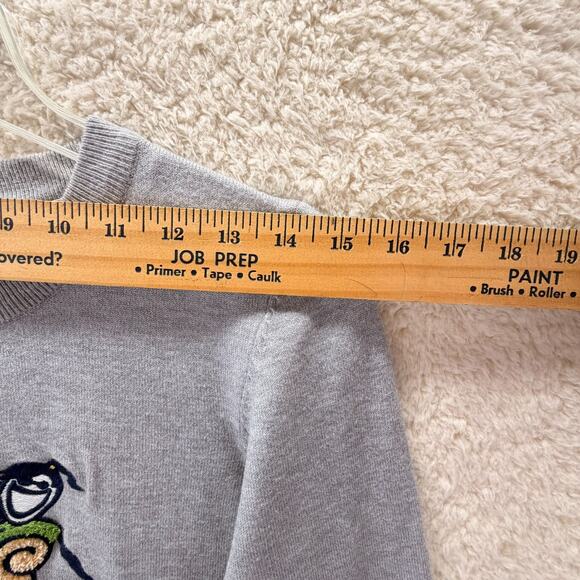 9 10 11 12 13 14 15 16 17 18 19
overed? JOB PREP PAINT
• Primer • Tape • Caulk • Brush • Roller •